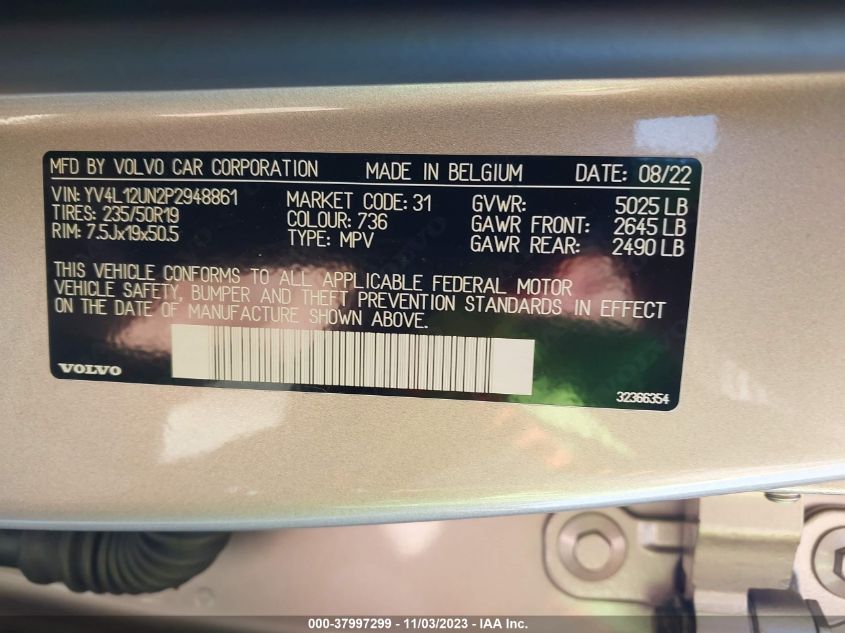 MFD BY VOLVO CAR CORPORATION MADE IN BELGIUM DATE: 08/22
VIN: YV4L12UN2P2948861 MARKET CODE: 31 GVWR: 5025 LB
TIRES: 235/50R19 COLOUR: 736 GAWR FRONT: 2645 LB
RIM: 7.5Jx19x50.5 TYPE: MPV GAWR REAR: 2490 LB
THIS VEHICLE CONFORMS TO ALL APPLICABLE FEDERAL MOTOR
VEHICLE SAFETY, BUMPER AND THEFT PREVENTION STANDARDS IN EFFECT
ON THE DATE OF MANUFACTURE SHOWN ABOVE.
VOLVO
32366354
000-37997299 - 11/03/2023 - IAA Inc.